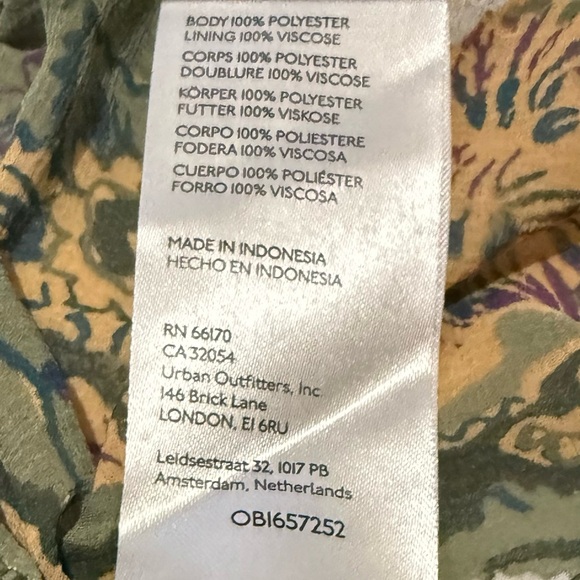 BODY 100% POLYESTER
LINING 100% VISCOSE
CORPS 100% POLYESTER
DOUBLURE 100% VISCOSE
KÖRPER 100% POLYESTER
FUTTER 100% VISKOSE
CORPO 100% POLIESTERE
FODERA 100% VISCOSA
CUERPO 100% POLIÉSTER
FORRO 100% VISCOSA
MADE IN INDONESIA
HECHO EN INDONESIA
RN 66170
CA 32054
Urban Outfitters, Inc
146 Brick Lane
LONDON, E1 6RU
Leidsestraat 32, 1017 PB
Amsterdam, Netherlands
OB1657252